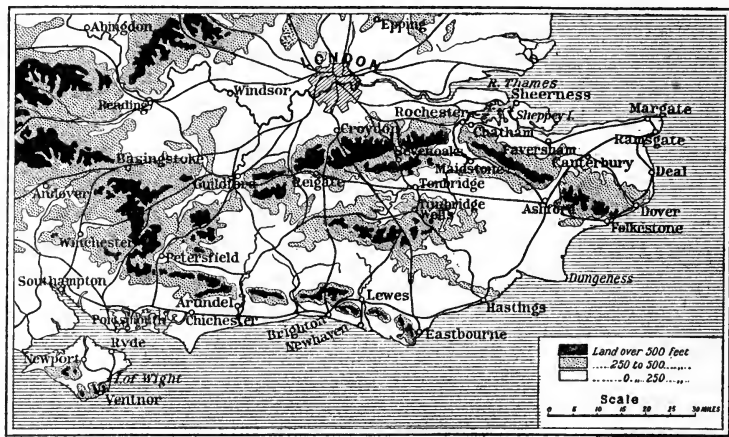 Abingdon
Epping
LONDON
Windsor
Reading
R. Thames
Sheerness
Rochester
Sheppey I.
Margate
Croydon
Chatham
Ramsgate
Sevenoaks
Faversham
Basingstoke
Maidstone
Canterbury
Deal
Andover
Guildford
Reigate
Tonbridge
Ashford
Dover
Tonbridge
Wells
Folkestone
Winchester
Petersfield
Dungeness
Southampton
Arundel
Lewes
Hastings
Portsmouth
Chichester
Brighton
Newhaven
Eastbourne
Ryde
Newport
I. of Wight
Ventnor
Land over 500 feet
.....250 to 500....,,..
........0 ,, 250 ....,,..
Scale
0 5 10 15 20 25 30 MILES